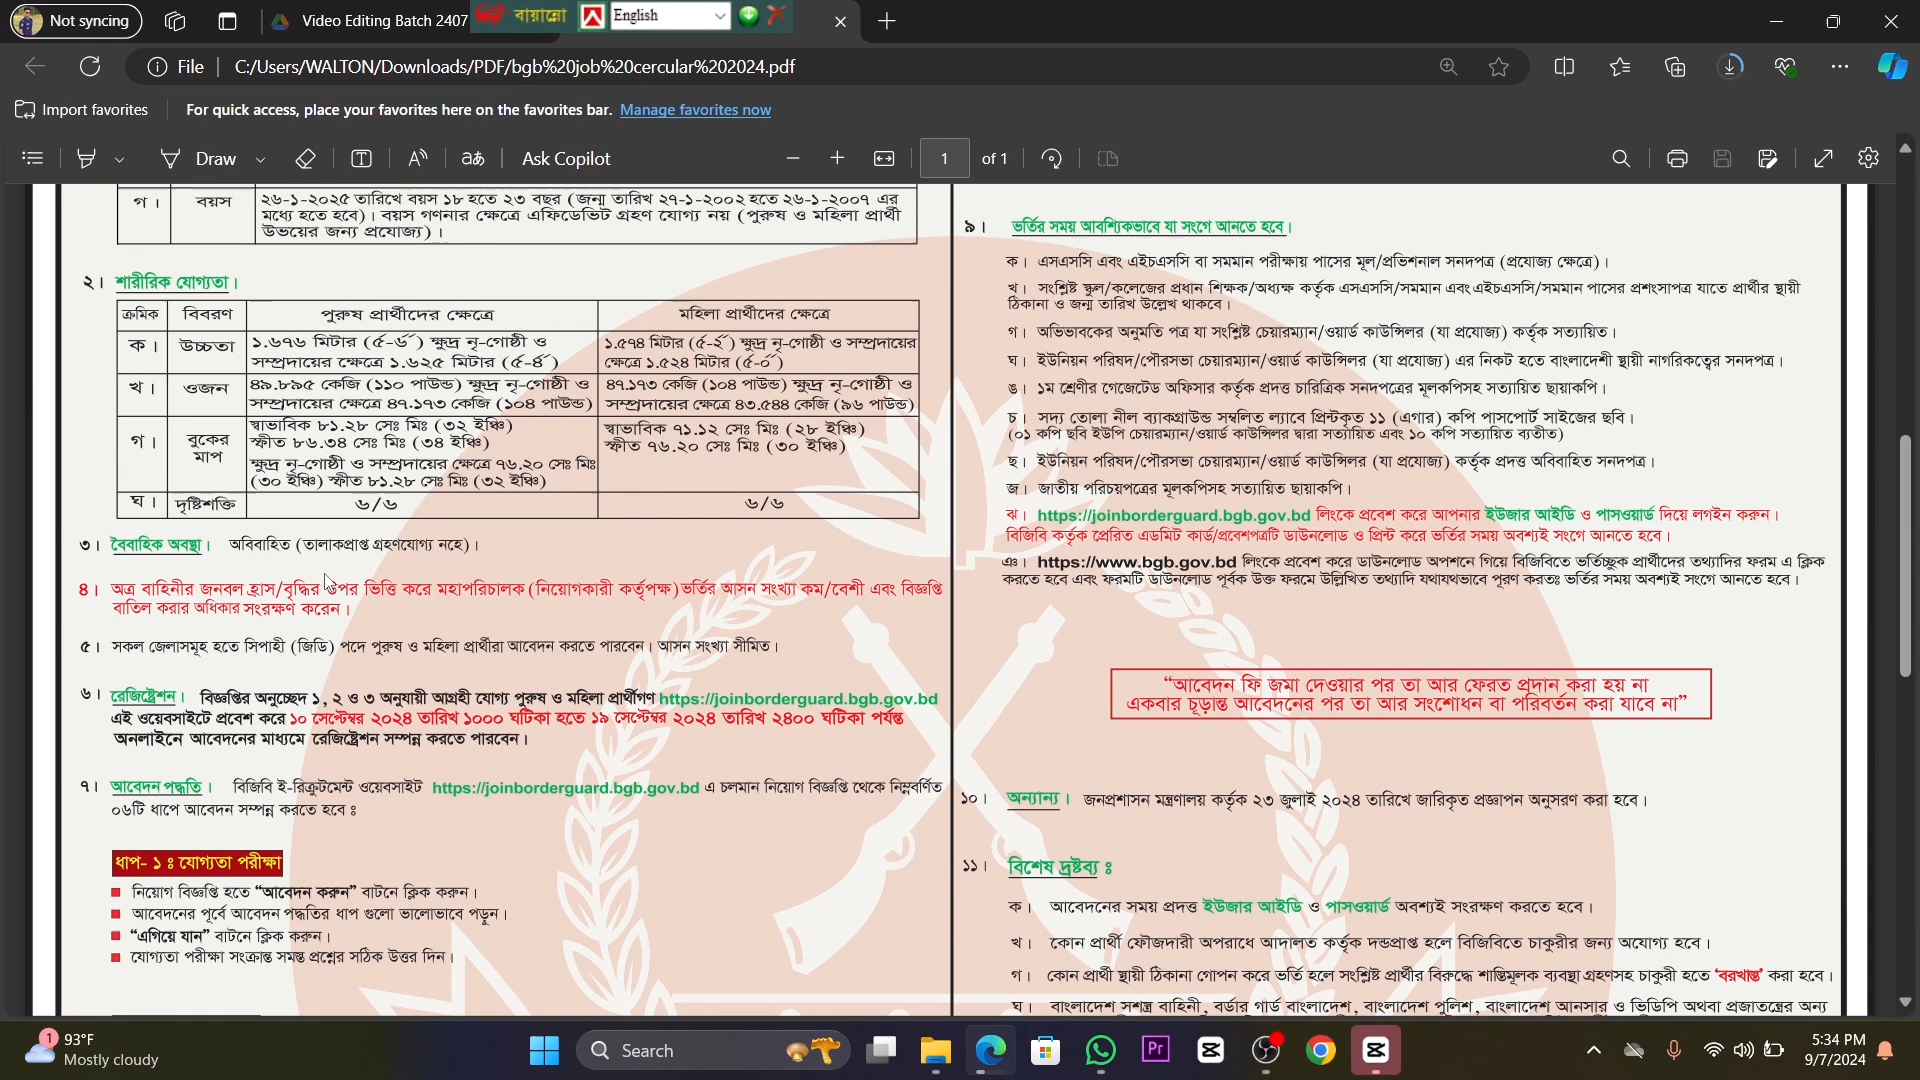 Not syncing
Video Editing Batch 2407
বায়ান্নো
English
File
C:/Users/WALTON/Downloads/PDF/bgb%20job%20cercular%202024.pdf
Import favorites
For quick access, place your favorites here on the favorites bar. Manage favorites now
Draw
Ask Copilot
1 of 1
গ। বয়স ২৬-১-২০২৫ তারিখে বয়স ১৮ হতে ২৩ বছর (জন্ম তারিখ ২৭-১-২০০২ হতে ২৬-১-২০০৭ এর
মধ্যে হতে হবে)। বয়স গণনার ক্ষেত্রে এফিডেভিট গ্রহণ যোগ্য নয় (পুরুষ ও মহিলা প্রার্থী
উভয়ের জন্য প্রযোজ্য)।
২। শারীরিক যোগ্যতা।
ক্রমিক বিবরণ পুরুষ প্রার্থীদের ক্ষেত্রে মহিলা প্রার্থীদের ক্ষেত্রে
ক। উচ্চতা
১.৬৭৬ মিটার (৫'-৬") ক্ষুদ্র নৃ-গোষ্ঠী ও
সম্প্রদায়ের ক্ষেত্রে ১.৬২৫ মিটার (৫'-৪")
১.৫৭৪ মিটার (৫'-২") ক্ষুদ্র নৃ-গোষ্ঠী ও সম্প্রদায়ের
ক্ষেত্রে ১.৫২৪ মিটার (৫'-০")
খ। ওজন
৪৯.৮৯৫ কেজি (১১০ পাউন্ড) ক্ষুদ্র নৃ-গোষ্ঠী ও
সম্প্রদায়ের ক্ষেত্রে ৪৭.১৭৩ কেজি (১০৪ পাউন্ড)
৪৭.১৭৩ কেজি (১০৪ পাউন্ড) ক্ষুদ্র নৃ-গোষ্ঠী ও
সম্প্রদায়ের ক্ষেত্রে ৪৩.৫৪৪ কেজি (৯৬ পাউন্ড)
গ। বুকের
মাপ
স্বাভাবিক ৮১.২৮ সেঃ মিঃ (৩২ ইঞ্চি)
স্ফীত ৮৬.৩৪ সেঃ মিঃ (৩৪ ইঞ্চি)
ক্ষুদ্র নৃ-গোষ্ঠী ও সম্প্রদায়ের ক্ষেত্রে ৭৬.২০ সেঃ মিঃ
(৩০ ইঞ্চি) স্ফীত ৮১.২৮ সেঃ মিঃ (৩২ ইঞ্চি)
স্বাভাবিক ৭১.১২ সেঃ মিঃ (২৮ ইঞ্চি)
স্ফীত ৭৬.২০ সেঃ মিঃ (৩০ ইঞ্চি)
ঘ। দৃষ্টিশক্তি ৬/৬ ৬/৬
৩। বৈবাহিক অবস্থা। অবিবাহিত (তালাকপ্রাপ্ত গ্রহণযোগ্য নহে)।
৪। অত্র বাহিনীর জনবল হ্রাস/বৃদ্ধির উপর ভিত্তি করে মহাপরিচালক (নিয়োগকারী কর্তৃপক্ষ) ভর্তির আসন সংখ্যা কম/বেশী এবং বিজ্ঞপ্তি
বাতিল করার অধিকার সংরক্ষণ করেন।
৫। সকল জেলাসমূহ হতে সিপাহী (জিডি) পদে পুরুষ ও মহিলা প্রার্থীরা আবেদন করতে পারবেন। আসন সংখ্যা সীমিত।
৬। রেজিষ্ট্রেশন। বিজ্ঞপ্তির অনুচ্ছেদ ১, ২ ও ৩ অনুযায়ী আগ্রহী যোগ্য পুরুষ ও মহিলা প্রার্থীগণ https://joinborderguard.bgb.gov.bd
এই ওয়েবসাইটে প্রবেশ করে ১০ সেপ্টেম্বর ২০২৪ তারিখ ১০০০ ঘটিকা হতে ১৯ সেপ্টেম্বর ২০২৪ তারিখ ২৪০০ ঘটিকা পর্যন্ত
অনলাইনে আবেদনের মাধ্যমে রেজিষ্ট্রেশন সম্পন্ন করতে পারবেন।
৭। আবেদন পদ্ধতি। বিজিবি ই-রিক্রুটমেন্ট ওয়েবসাইট https://joinborderguard.bgb.gov.bd এ চলমান নিয়োগ বিজ্ঞপ্তি থেকে নিম্নবর্ণিত
০৬টি ধাপে আবেদন সম্পন্ন করতে হবে ঃ
ধাপ- ১ ঃ যোগ্যতা পরীক্ষা
নিয়োগ বিজ্ঞপ্তি হতে “আবেদন করুন” বাটনে ক্লিক করুন।
আবেদনের পূর্বে আবেদন পদ্ধতির ধাপ গুলো ভালোভাবে পড়ুন।
“এগিয়ে যান” বাটনে ক্লিক করুন।
যোগ্যতা পরীক্ষা সংক্রান্ত সমস্ত প্রশ্নের সঠিক উত্তর দিন।
৯। ভর্তির সময় আবশ্যিকভাবে যা সংগে আনতে হবে।
ক। এসএসসি এবং এইচএসসি বা সমমান পরীক্ষায় পাসের মূল/প্রভিশনাল সনদপত্র (প্রযোজ্য ক্ষেত্রে)।
খ। সংশ্লিষ্ট স্কুল/কলেজের প্রধান শিক্ষক/অধ্যক্ষ কর্তৃক এসএসসি/সমমান এবং এইচএসসি/সমমান পাসের প্রশংসাপত্র যাতে প্রার্থীর স্থায়ী
ঠিকানা ও জন্ম তারিখ উল্লেখ থাকবে।
গ। অভিভাবকের অনুমতি পত্র যা সংশ্লিষ্ট চেয়ারম্যান/ওয়ার্ড কাউন্সিলর (যা প্রযোজ্য) কর্তৃক সত্যায়িত।
ঘ। ইউনিয়ন পরিষদ/পৌরসভা চেয়ারম্যান/ওয়ার্ড কাউন্সিলর (যা প্রযোজ্য) এর নিকট হতে বাংলাদেশী স্থায়ী নাগরিকত্বের সনদপত্র।
ঙ। ১ম শ্রেণীর গেজেটেড অফিসার কর্তৃক প্রদত্ত চারিত্রিক সনদপত্রের মূলকপিসহ সত্যায়িত ছায়াকপি।
চ। সদ্য তোলা নীল ব্যাকগ্রাউন্ড সম্বলিত ল্যাবে প্রিন্টকৃত ১১ (এগার) কপি পাসপোর্ট সাইজের ছবি।
(০১ কপি ছবি ইউপি চেয়ারম্যান/ওয়ার্ড কাউন্সিলর দ্বারা সত্যায়িত এবং ১০ কপি সত্যায়িত ব্যতীত)
ছ। ইউনিয়ন পরিষদ/পৌরসভা চেয়ারম্যান/ওয়ার্ড কাউন্সিলর (যা প্রযোজ্য) কর্তৃক প্রদত্ত অবিবাহিত সনদপত্র।
জ। জাতীয় পরিচয়পত্রের মূলকপিসহ সত্যায়িত ছায়াকপি।
ঝ। https://joinborderguard.bgb.gov.bd লিংকে প্রবেশ করে আপনার ইউজার আইডি ও পাসওয়ার্ড দিয়ে লগইন করুন।
বিজিবি কর্তৃক প্রেরিত এডমিট কার্ড/প্রবেশপত্রটি ডাউনলোড ও প্রিন্ট করে ভর্তির সময় অবশ্যই সংগে আনতে হবে।
ঞ। https://www.bgb.gov.bd লিংকে প্রবেশ করে ডাউনলোড অপশনে গিয়ে বিজিবিতে ভর্তিচ্ছুক প্রার্থীদের তথ্যাদির ফরম এ ক্লিক
করতে হবে এবং ফরমটি ডাউনলোড পূর্বক উক্ত ফরমে উল্লিখিত তথ্যাদি যথাযথভাবে পূরণ করতঃ ভর্তির সময় অবশ্যই সংগে আনতে হবে।
“আবেদন ফি জমা দেওয়ার পর তা আর ফেরত প্রদান করা হয় না
একবার চূড়ান্ত আবেদনের পর তা আর সংশোধন বা পরিবর্তন করা যাবে না”
১০। অন্যান্য। জনপ্রশাসন মন্ত্রণালয় কর্তৃক ২৩ জুলাই ২০২৪ তারিখে জারিকৃত প্রজ্ঞাপন অনুসরণ করা হবে।
১১। বিশেষ দ্রষ্টব্য ঃ
ক। আবেদনের সময় প্রদত্ত ইউজার আইডি ও পাসওয়ার্ড অবশ্যই সংরক্ষণ করতে হবে।
খ। কোন প্রার্থী ফৌজদারী অপরাধে আদালত কর্তৃক দন্ডপ্রাপ্ত হলে বিজিবিতে চাকুরীর জন্য অযোগ্য হবে।
গ। কোন প্রার্থী স্থায়ী ঠিকানা গোপন করে ভর্তি হলে সংশ্লিষ্ট প্রার্থীর বিরুদ্ধে শাস্তিমূলক ব্যবস্থা গ্রহণসহ চাকুরী হতে ‘বরখাস্ত’ করা হবে।
ঘ। বাংলাদেশ সশস্ত্র বাহিনী, বর্ডার গার্ড বাংলাদেশ, বাংলাদেশ পুলিশ, বাংলাদেশ আনসার ও ভিডিপি অথবা প্রজাতন্ত্রের অন্য
1
93°F
Mostly cloudy
Search
Pr
5:34 PM
9/7/2024